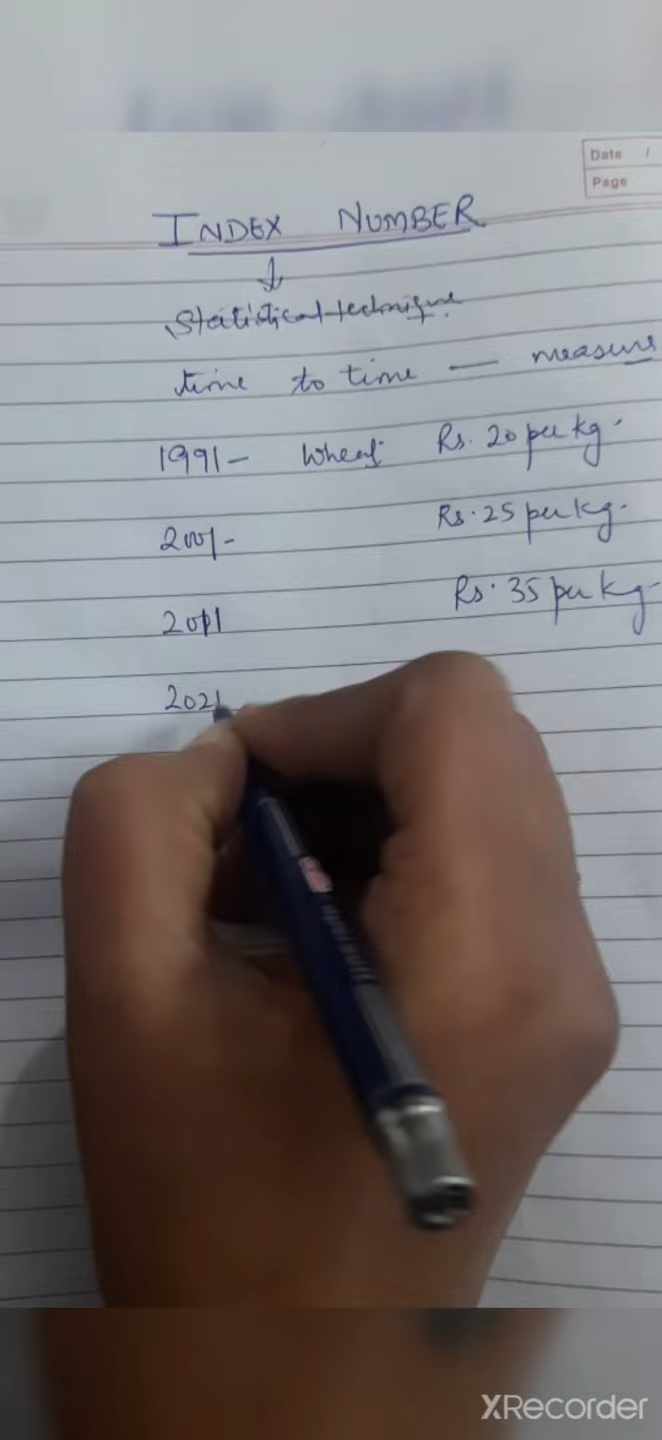 Date /
Page
INDEX NUMBER
Statistical technique
time to time — measure
1991- Wheat Rs. 20 per kg.
2001- Rs. 25 per kg.
2011 Rs. 35 per kg-
2021
XRecorder